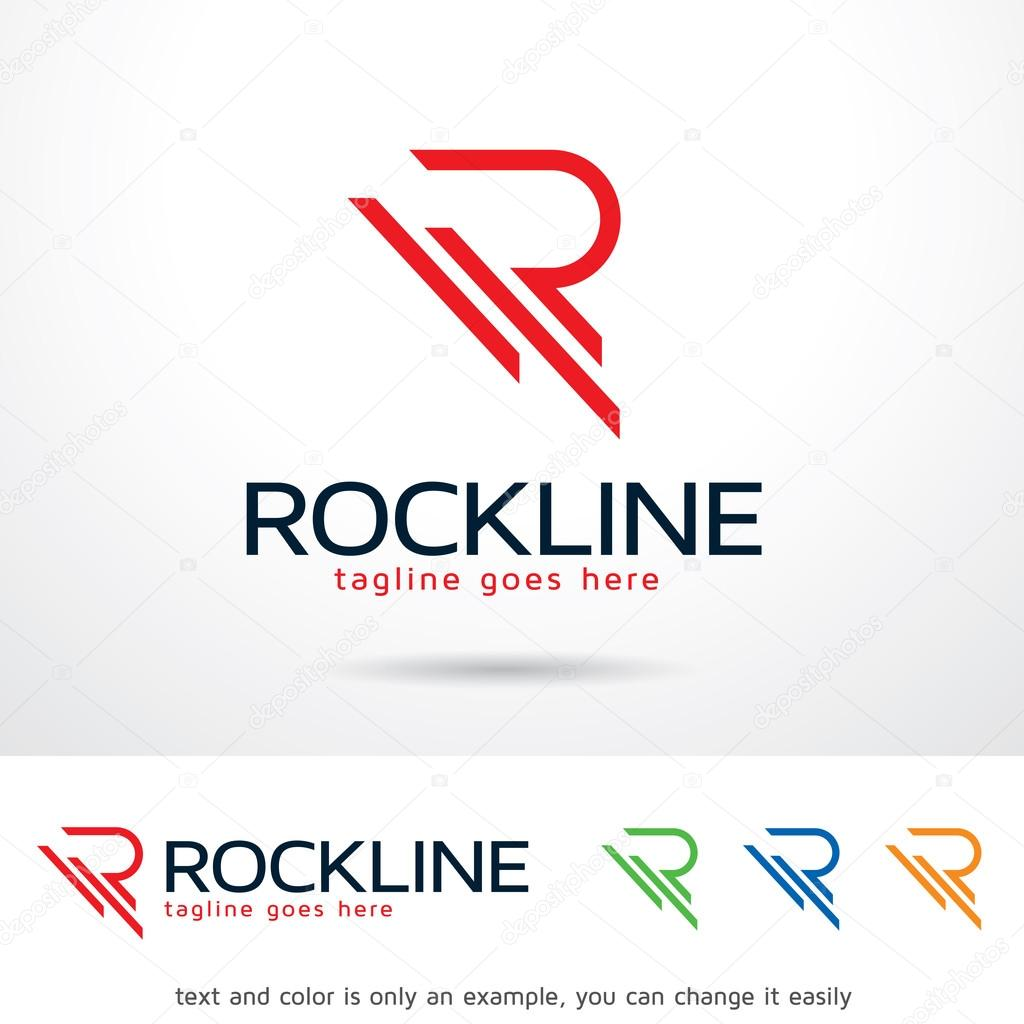 ROCKLINE
tagline goes here
ROCKLINE
tagline goes here
text and color is only an example, you can change it easily
depositphotos